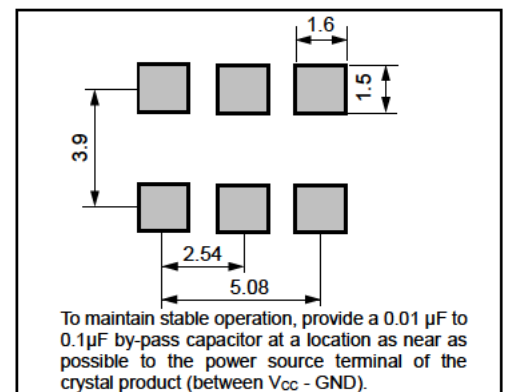 1.6
1.5
3.9
2.54
5.08
To maintain stable operation, provide a 0.01 µF to
0.1µF by-pass capacitor at a location as near as
possible to the power source terminal of the
crystal product (between VCC - GND).